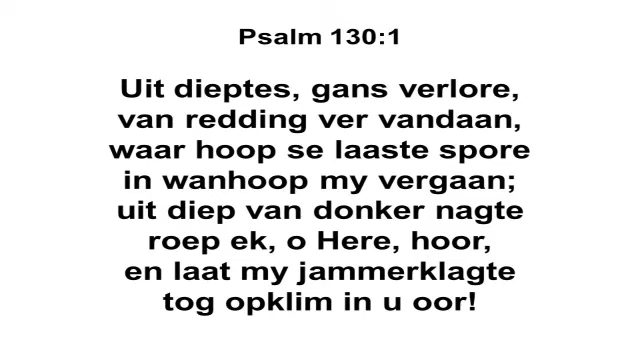 Psalm 130:1
Uit dieptes, gans verlore,
van redding ver vandaan,
waar hoop se laaste spore
in wanhoop my vergaan;
uit diep van donker nagte
roep ek, o Here, hoor,
en laat my jammerklagte
tog opklim in u oor!